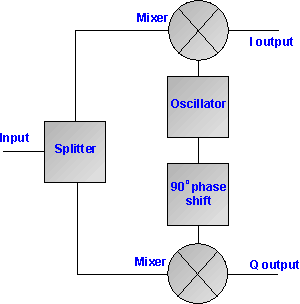 Mixer
I output
Oscillator
Input
Splitter
90° phase
shift
Mixer
Q output